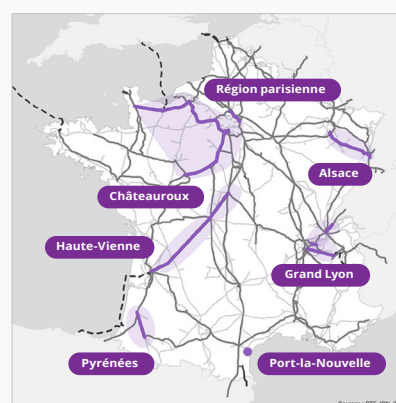 Région parisienne
Alsace
Châteauroux
Haute-Vienne
Grand Lyon
Pyrénées
Port-la-Nouvelle